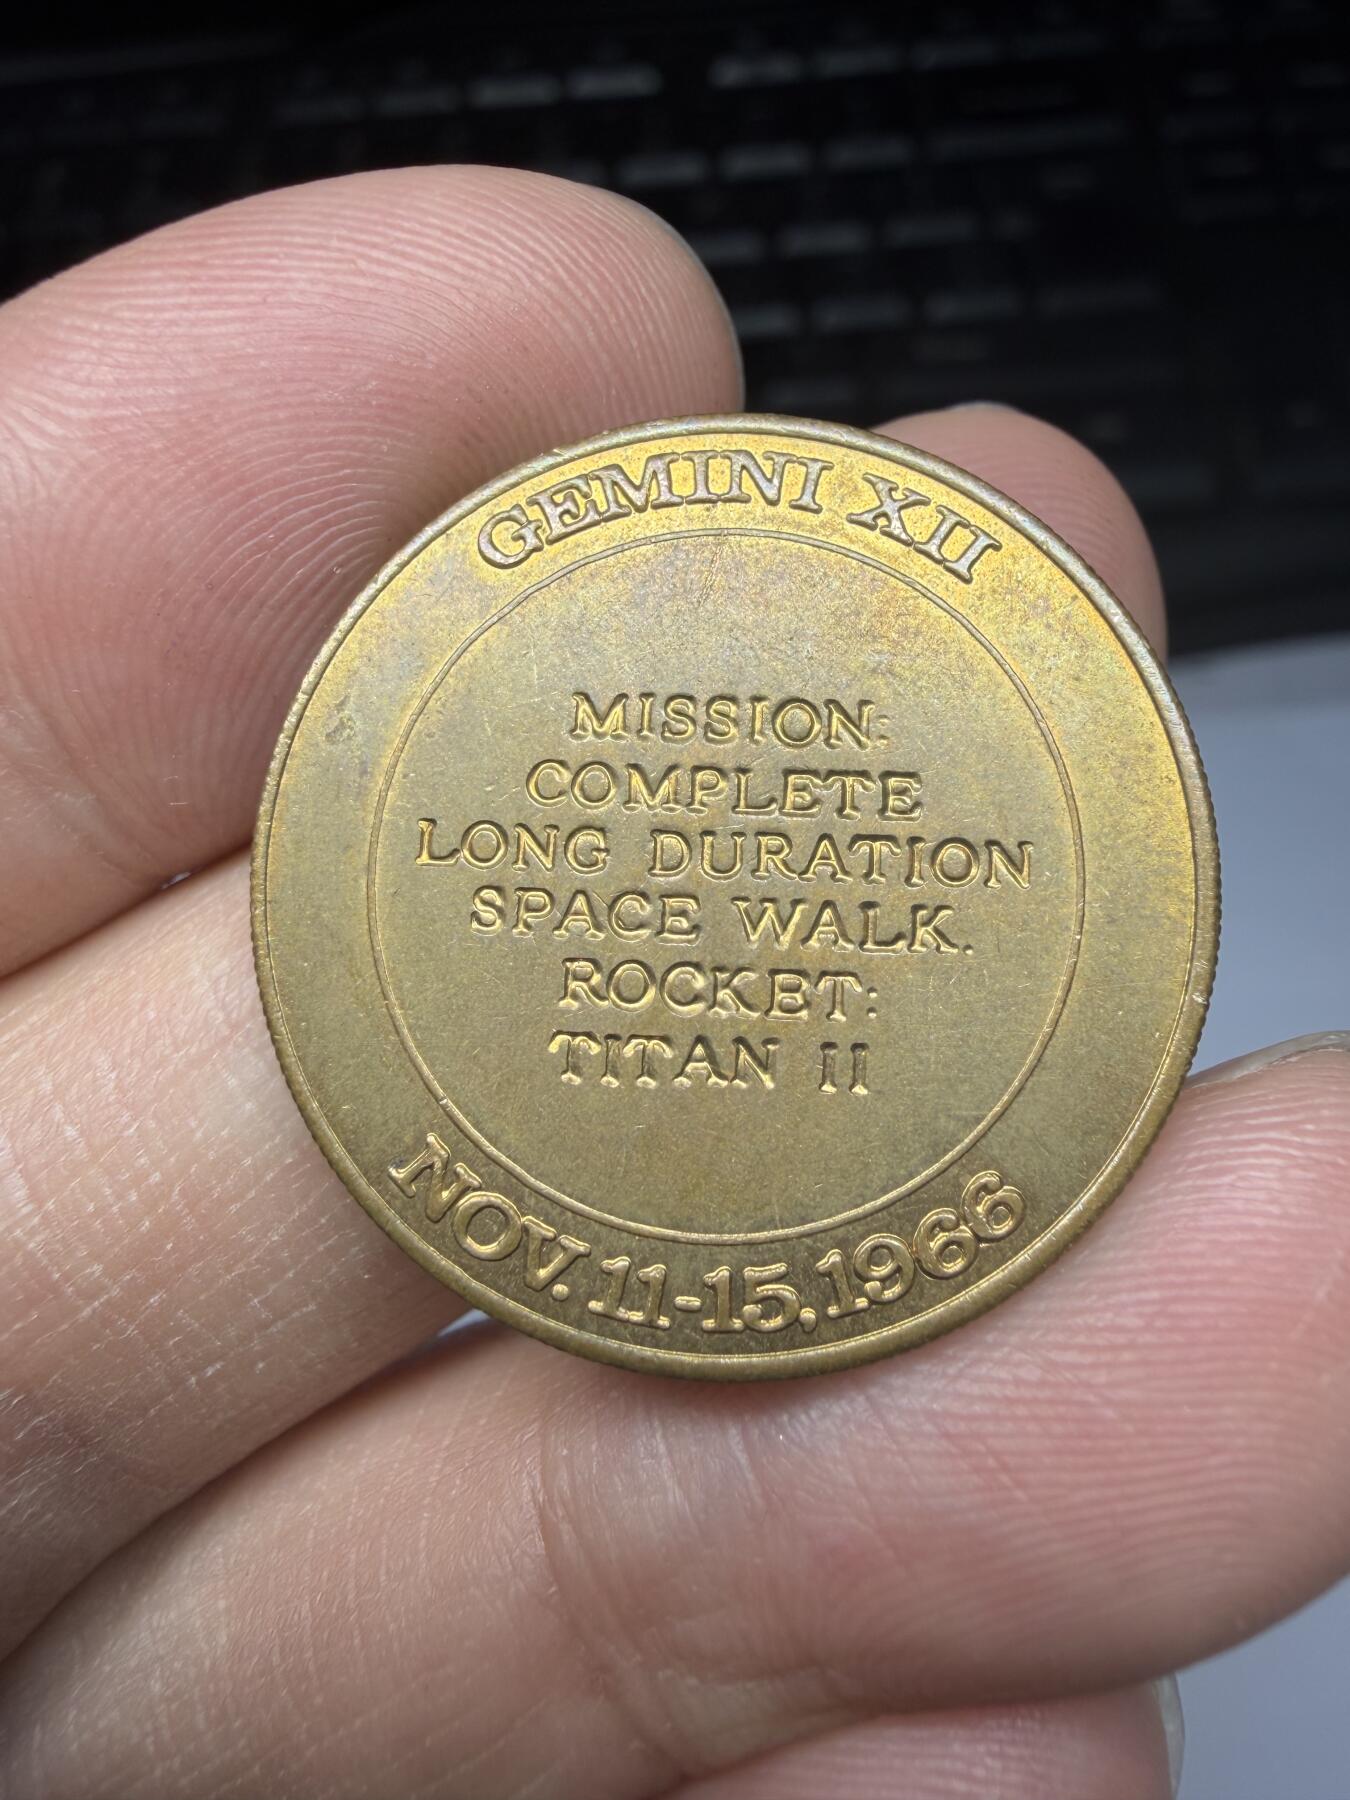 GEMINI XII
MISSION:
COMPLETE
LONG DURATION
SPACE WALK.
ROCKET:
TITAN II
NOV. 11-15,1966